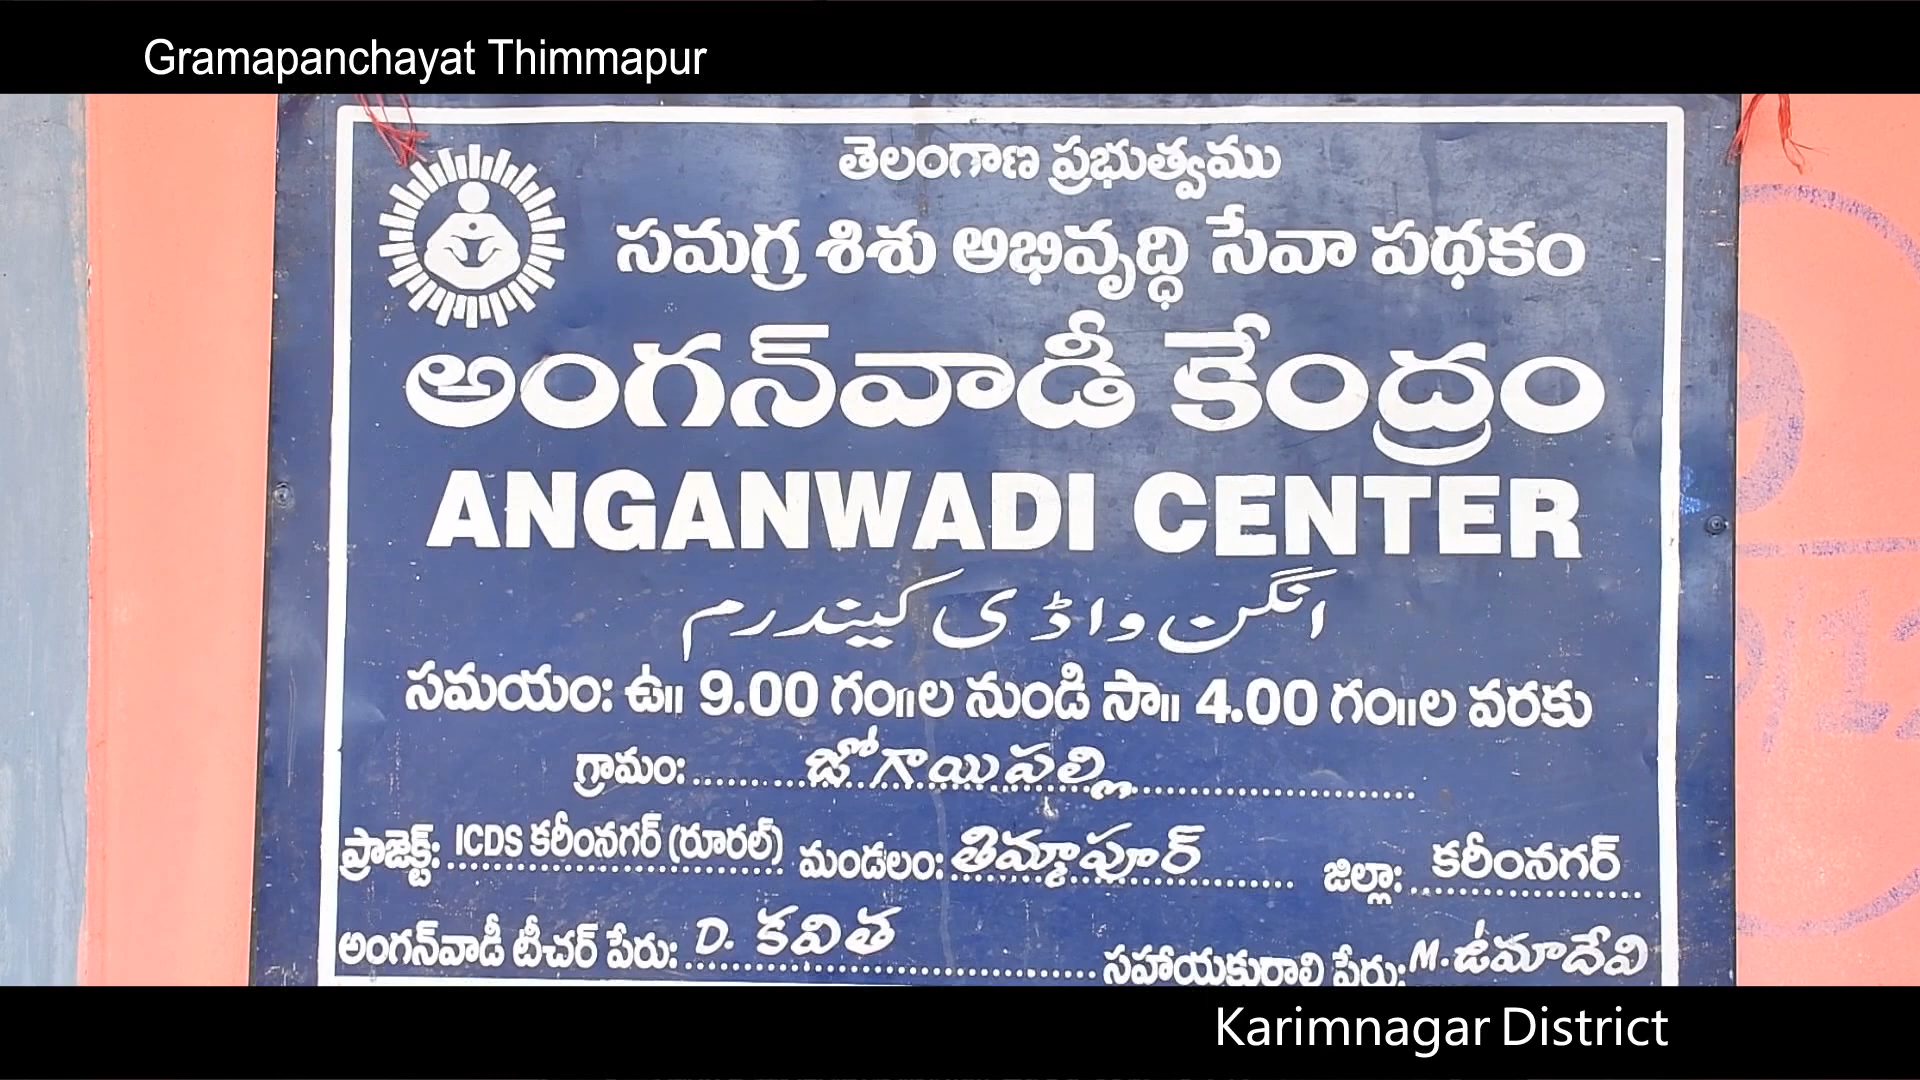 Gramapanchayat Thimmapur
తెలంగాణ ప్రభుత్వము
సమగ్ర శిశు అభివృద్ధి సేవా పథకం
అంగన్‌వాడీ కేంద్రం
ANGANWADI CENTER
انگن واڑی کیندرم
సమయం: ఉ॥ 9.00 గం॥ల నుండి సా॥ 4.00 గం॥ల వరకు
గ్రామం: జోగాయిపల్లి
ప్రాజెక్ట్: ICDS కరీంనగర్ (రూరల్) మండలం: తిమ్మాపూర్ జిల్లా: కరీంనగర్
అంగన్‌వాడీ టీచర్ పేరు: D. కవిత సహాయకురాలి పేరు: M. ఉమాదేవి
Karimnagar District